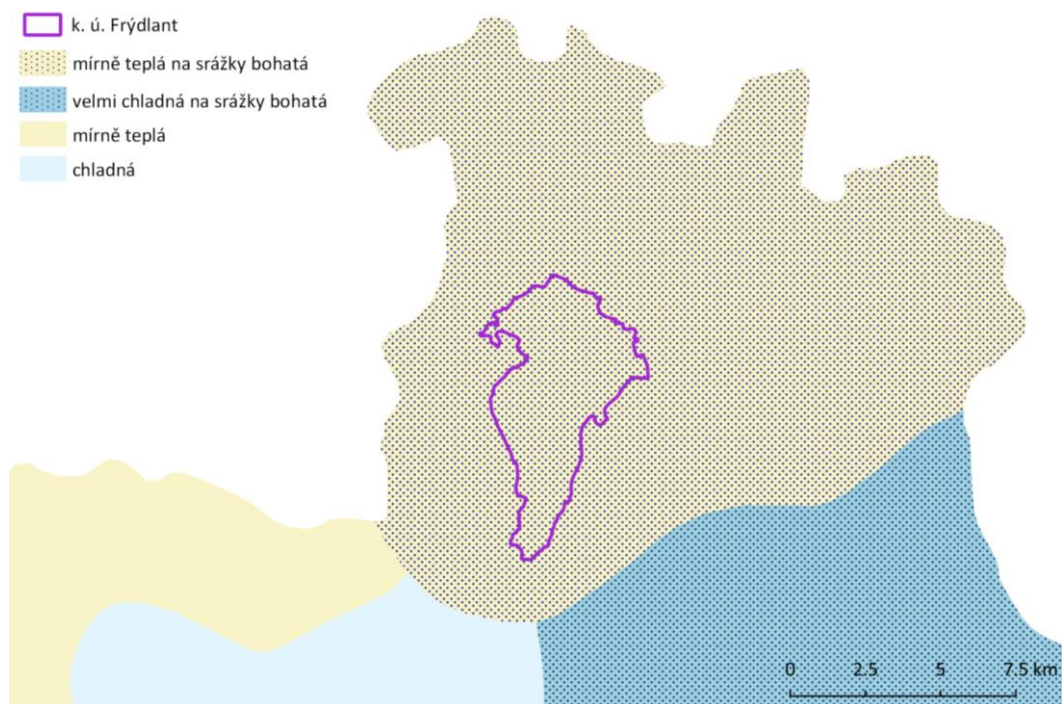 k. ú. Frýdlant
mírně teplá na srážky bohatá
velmi chladná na srážky bohatá
mírně teplá
chladná
0 2.5 5 7.5 km